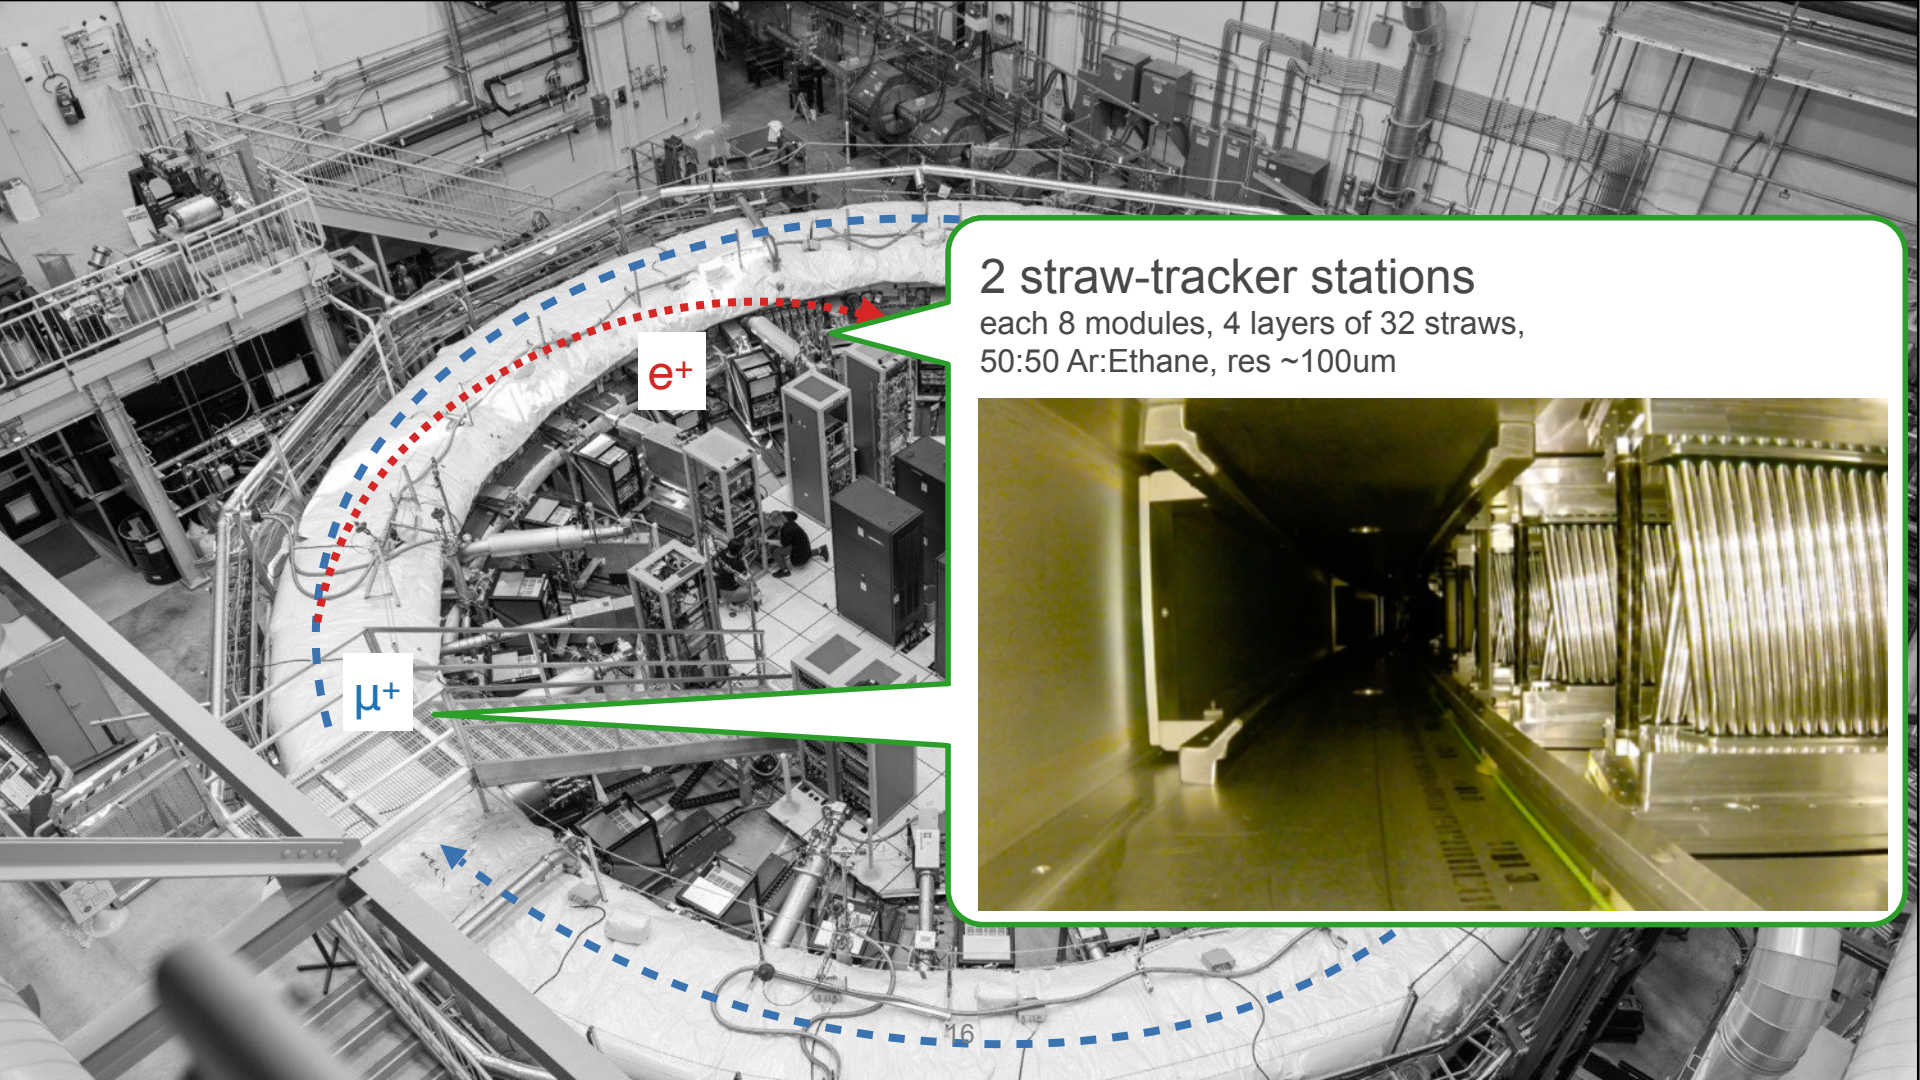 2 straw-tracker stations
each 8 modules, 4 layers of 32 straws,
50:50 Ar:Ethane, res ~100um
e+
μ+
16